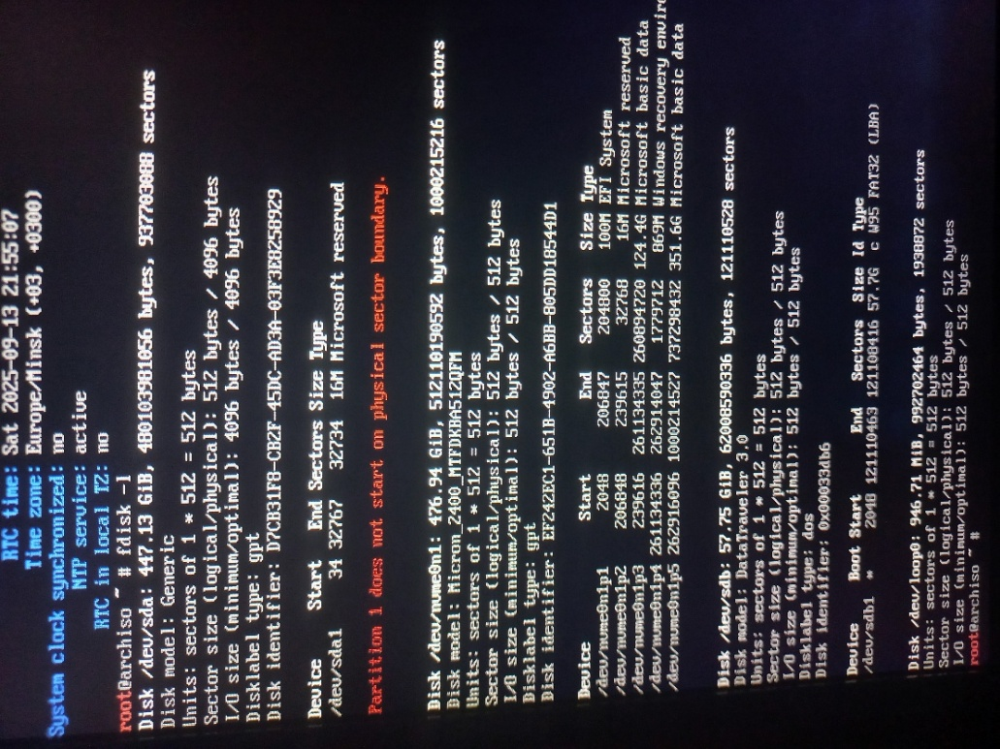 RTC time: Sat 2025-09-13 21:55:07
Time zone: Europe/Minsk (+03, +0300)
System clock synchronized: no
NTP service: active
RTC in local TZ: no
root@archiso ~ # fdisk -l
Disk /dev/sda: 447.13 GiB, 480103981056 bytes, 937703088 sectors
Disk model: Generic
Units: sectors of 1 * 512 = 512 bytes
Sector size (logical/physical): 512 bytes / 4096 bytes
I/O size (minimum/optimal): 4096 bytes / 4096 bytes
Disklabel type: gpt
Disk identifier: D7CB31F8-CB2F-45DC-AD3A-03F3E8258929
Device Start End Sectors Size Type
/dev/sda1 34 32767 32734 16M Microsoft reserved
Partition 1 does not start on physical sector boundary.
Disk /dev/nvme0n1: 476.94 GiB, 512110190592 bytes, 1000215216 sectors
Disk model: Micron_2400_MTFDKBA512QFM
Units: sectors of 1 * 512 = 512 bytes
Sector size (logical/physical): 512 bytes / 512 bytes
I/O size (minimum/optimal): 512 bytes / 512 bytes
Disklabel type: gpt
Disk identifier: EF242EC1-651B-4902-A6BB-805DD18544D1
Device Start End Sectors Size Type
/dev/nvme0n1p1 2048 206847 204800 100M EFI System
/dev/nvme0n1p2 206848 239615 32768 16M Microsoft reserved
/dev/nvme0n1p3 239616 261134335 260894720 124.4G Microsoft basic data
/dev/nvme0n1p4 261134336 262914047 1779712 869M Windows recovery envir
/dev/nvme0n1p5 262916096 1000214527 737298432 351.6G Microsoft basic data
Disk /dev/sdb: 57.75 GiB, 62008590336 bytes, 121110528 sectors
Disk model: DataTraveler 3.0
Units: sectors of 1 * 512 = 512 bytes
Sector size (logical/physical): 512 bytes / 512 bytes
I/O size (minimum/optimal): 512 bytes / 512 bytes
Disklabel type: dos
Disk identifier: 0x00033db6
Device Boot Start End Sectors Size Id Type
/dev/sdb1 * 2048 121110463 121108416 57.7G c W95 FAT32 (LBA)
Disk /dev/loop0: 946.71 MiB, 992702464 bytes, 1938872 sectors
Units: sectors of 1 * 512 = 512 bytes
Sector size (logical/physical): 512 bytes / 512 bytes
I/O size (minimum/optimal): 512 bytes / 512 bytes
root@archiso ~ #